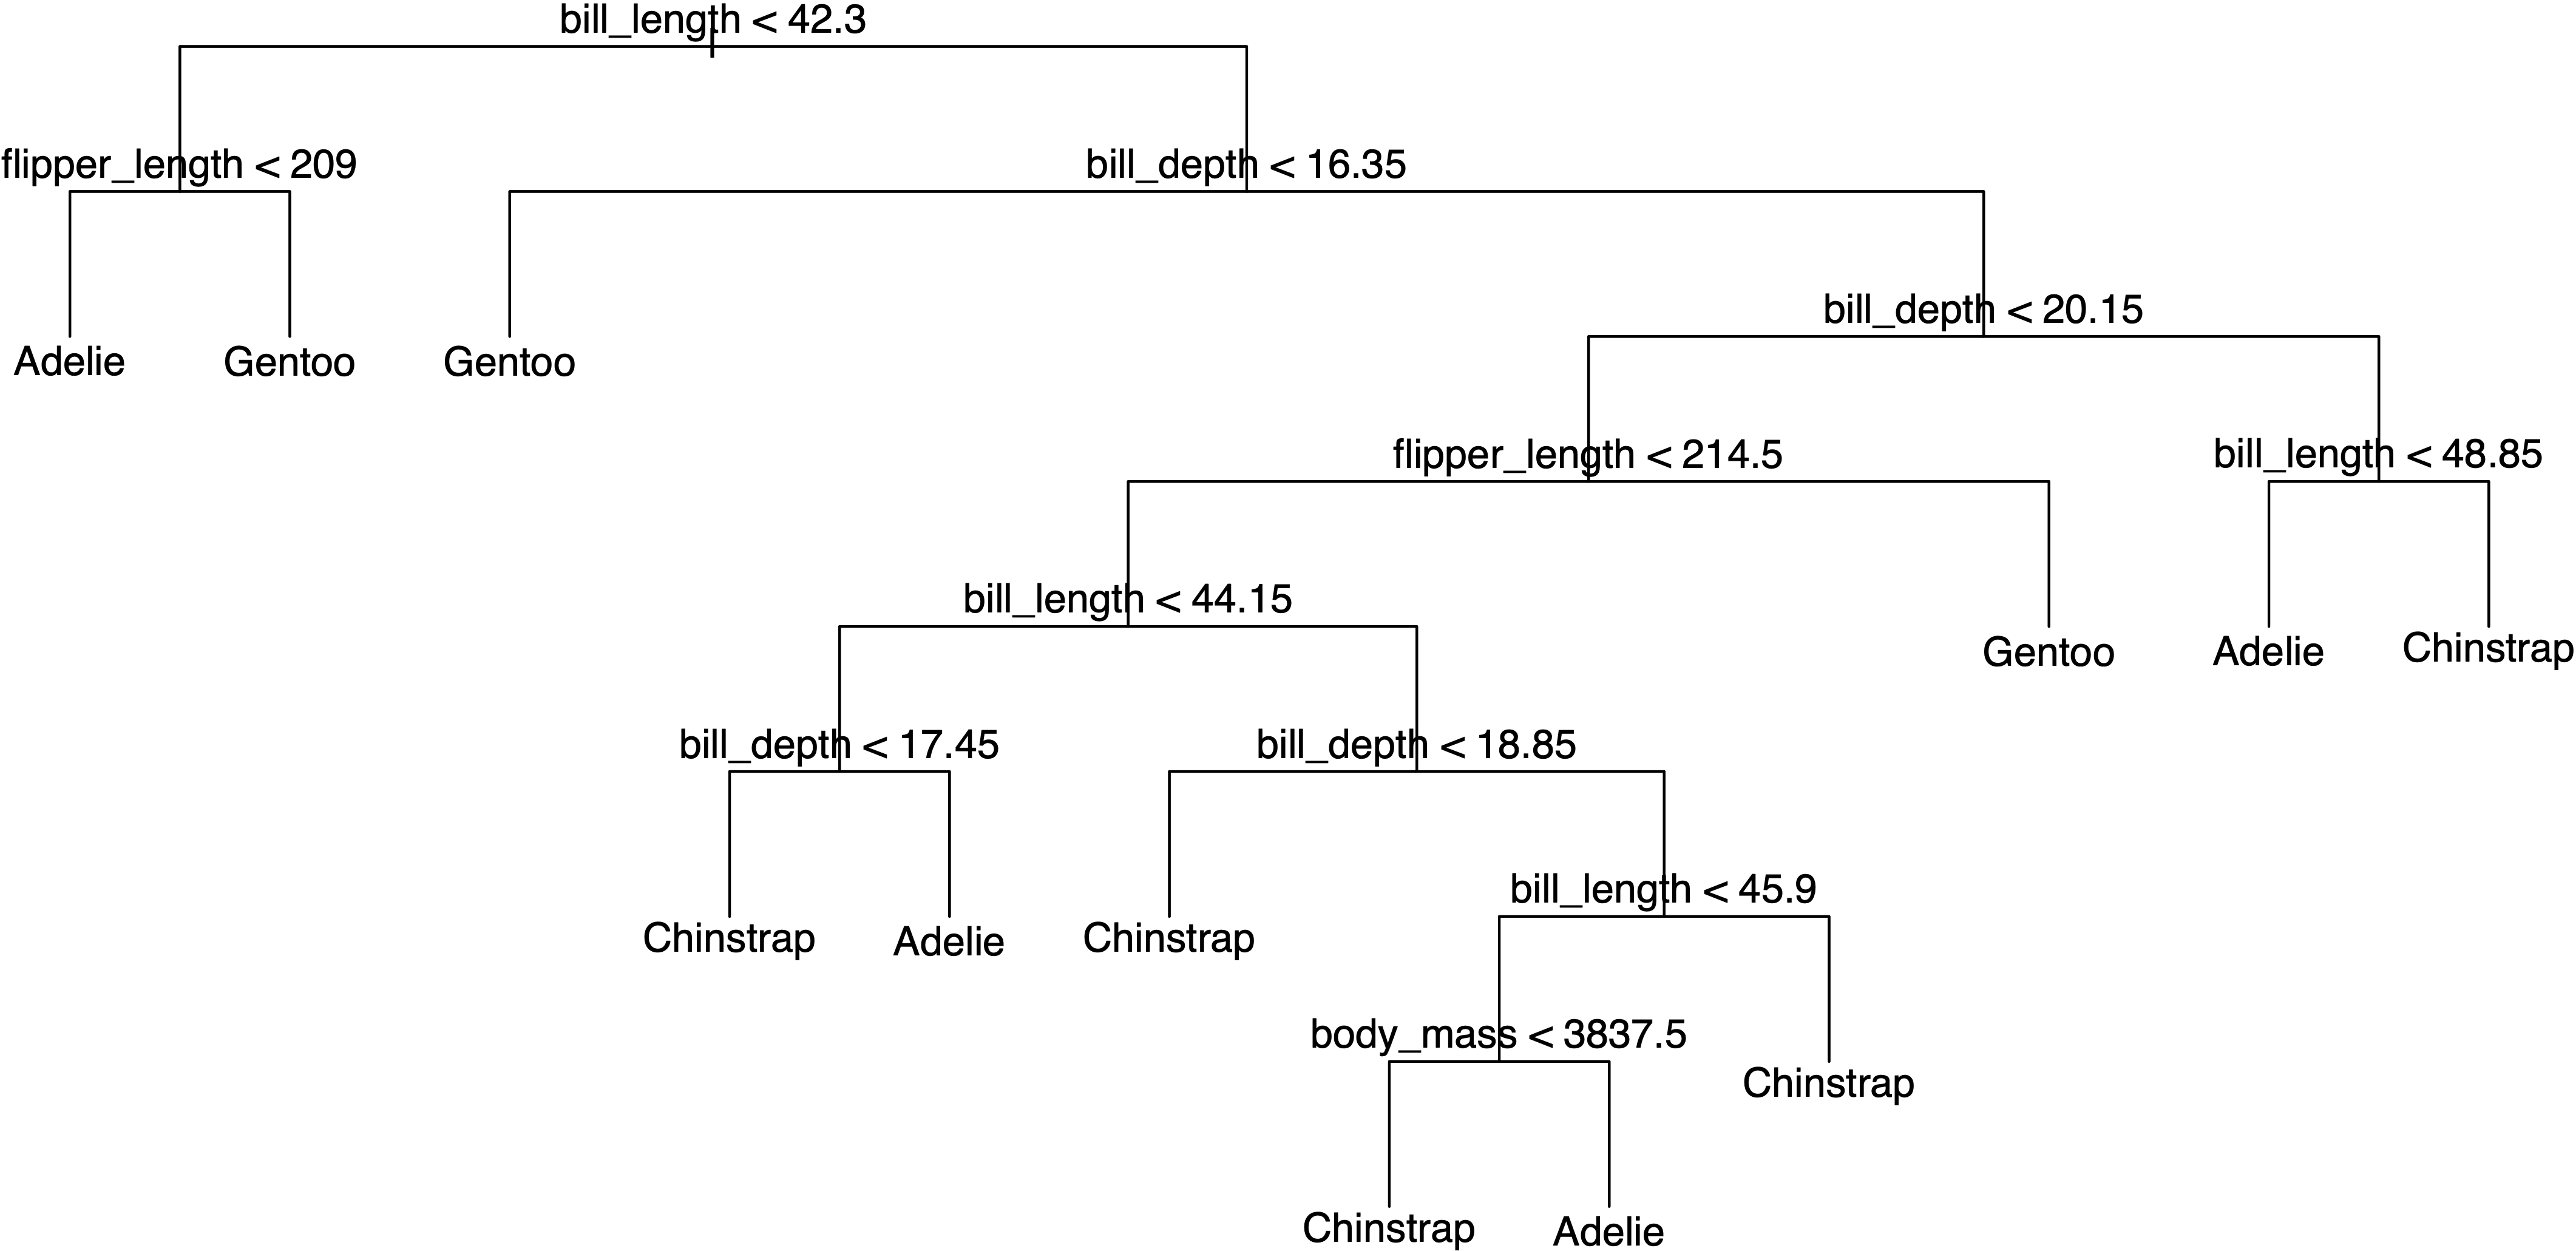 bill_length < 42.3
flipper_length < 209
bill_depth < 16.35
Adelie
Gentoo
Gentoo
bill_depth < 20.15
flipper_length < 214.5
bill_length < 48.85
bill_length < 44.15
Gentoo
Adelie
Chinstrap
bill_depth < 17.45
bill_depth < 18.85
Chinstrap
Adelie
Chinstrap
bill_length < 45.9
body_mass < 3837.5
Chinstrap
Chinstrap
Adelie